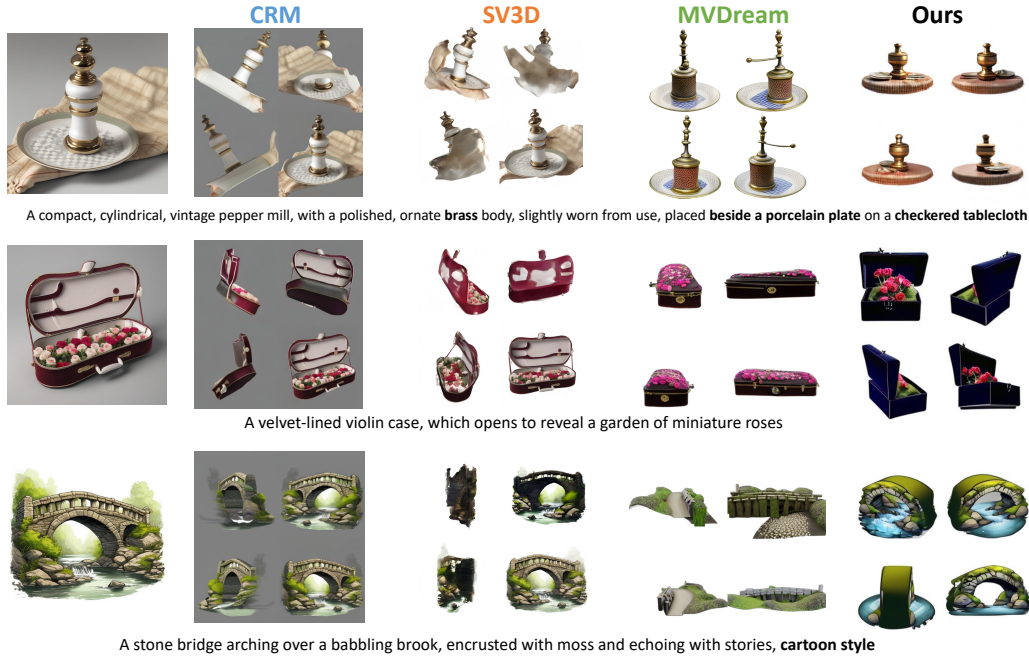 CRM SV3D MVDream Ours
A compact, cylindrical, vintage pepper mill, with a polished, ornate brass body, slightly worn from use, placed beside a porcelain plate on a checkered tablecloth
A velvet-lined violin case, which opens to reveal a garden of miniature roses
A stone bridge arching over a babbling brook, encrusted with moss and echoing with stories, cartoon style